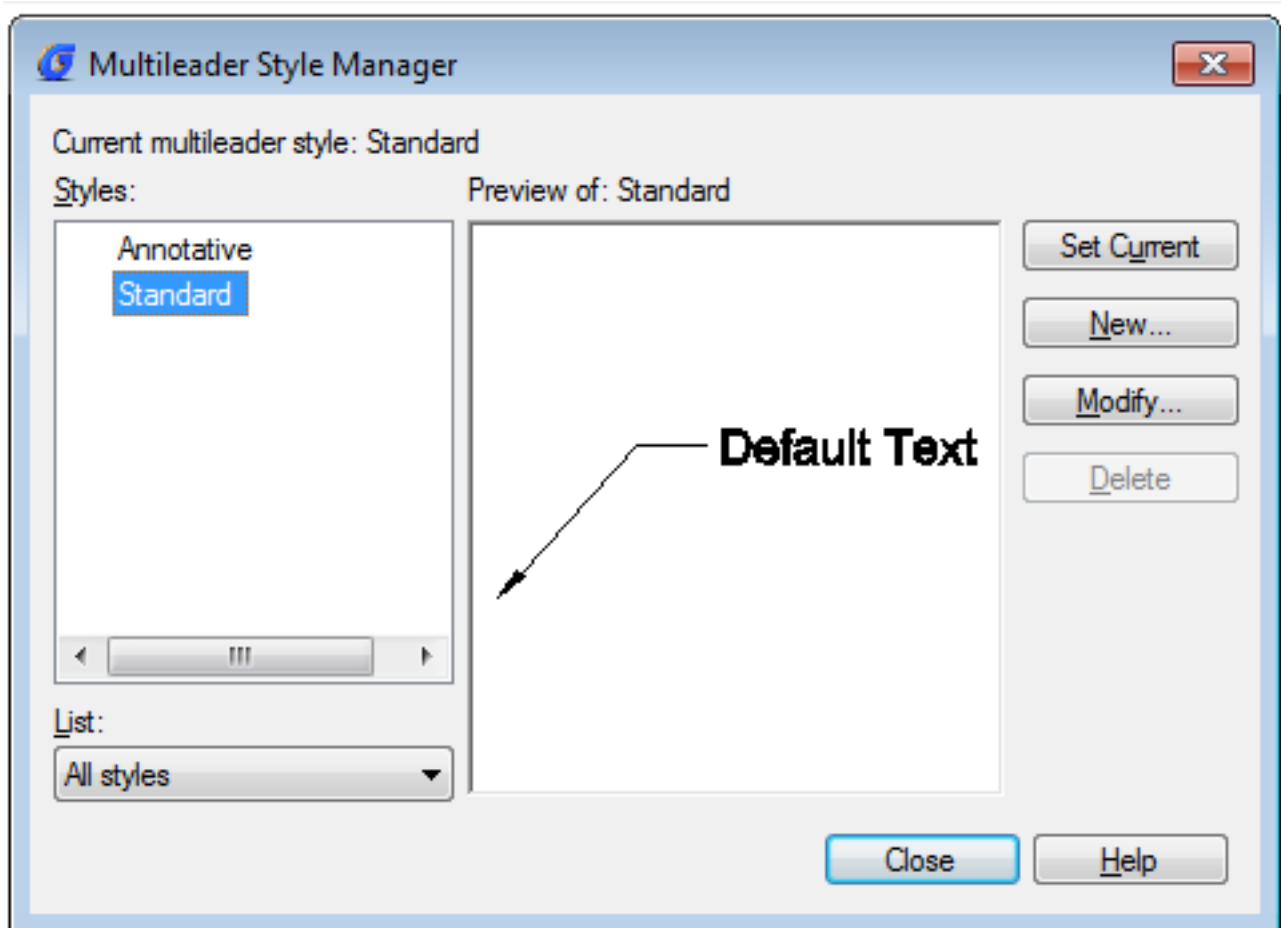 Multileader Style Manager
Current multileader style: Standard
Styles:
Preview of: Standard
Annotative
Standard
Default Text
Set Current
New...
Modify...
Delete
List:
All styles
Close
Help